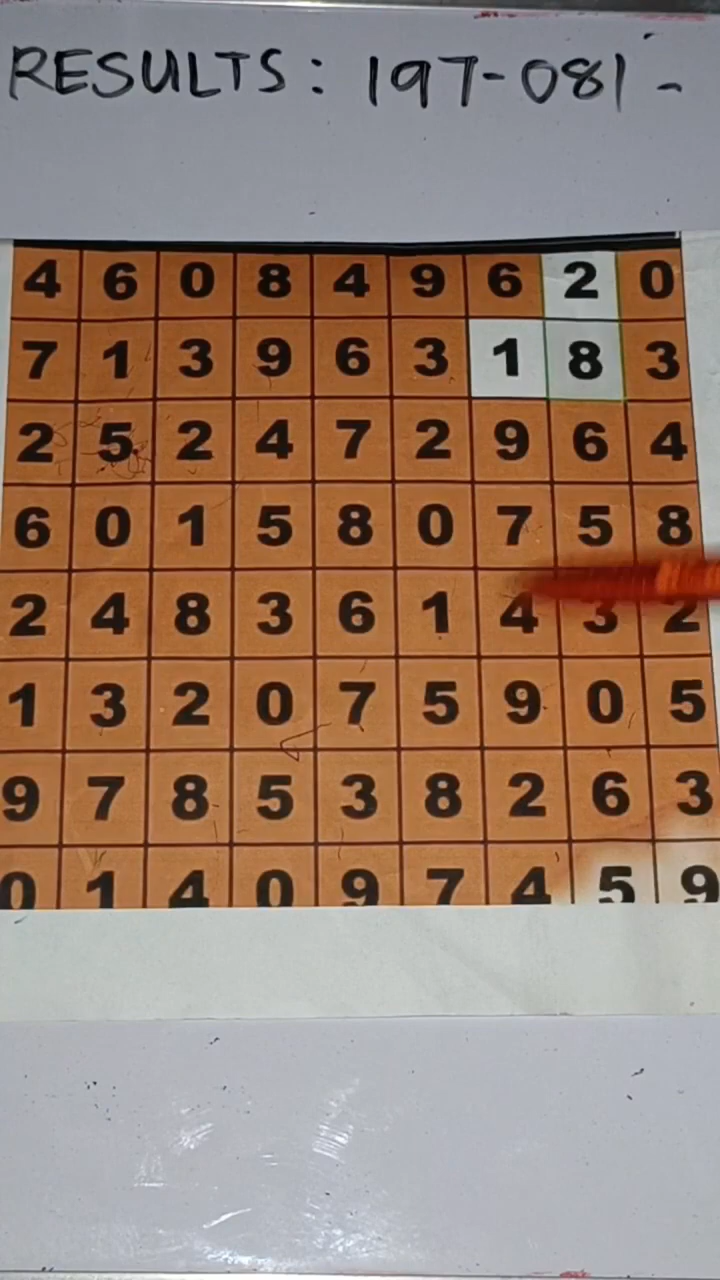 RESULTS: 197-081-
4 6 0 8 4 9 6 2 0
7 1 3 9 6 3 1 8 3
2 5 2 4 7 2 9 6 4
6 0 1 5 8 0 7 5 8
2 4 8 3 6 1 4 3 2
1 3 2 0 7 5 9 0 5
9 7 8 5 3 8 2 6 3
0 1 4 0 9 7 4 5 9